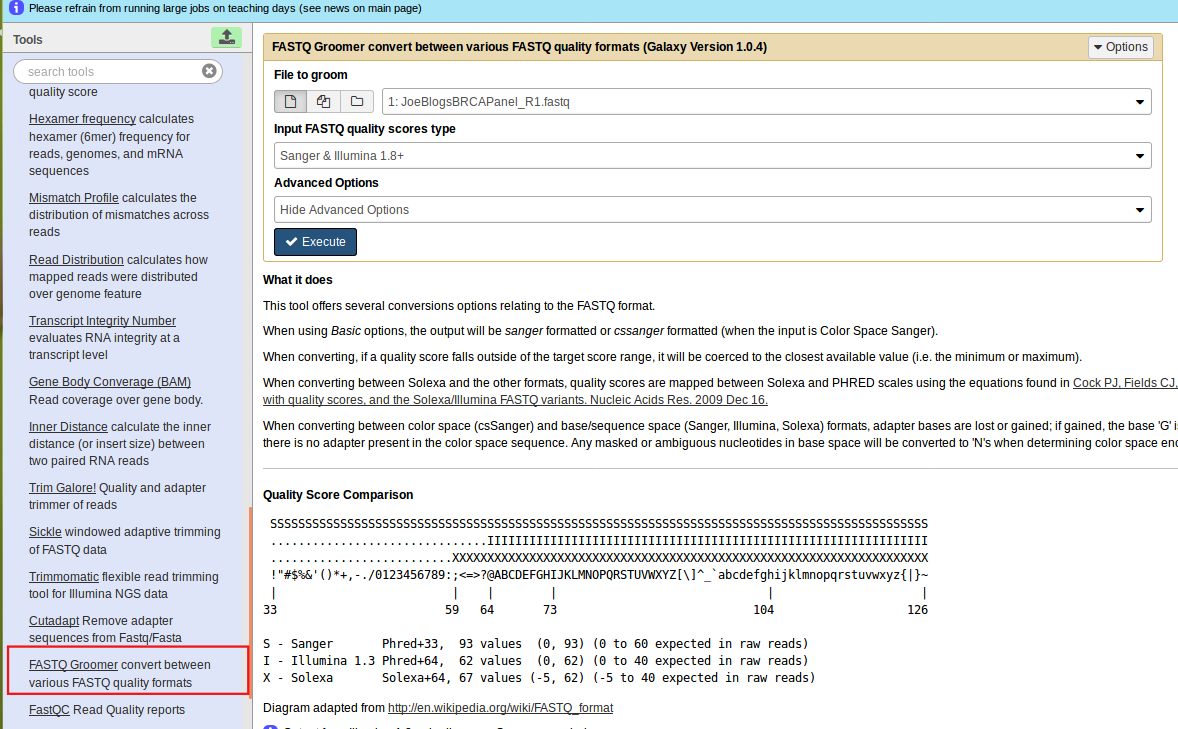 Please refrain from running large jobs on teaching days (see news on main page)
Tools
search tools
quality score
Hexamer frequency calculates
hexamer (6mer) frequency for
reads, genomes, and mRNA
sequences
Mismatch Profile calculates the
distribution of mismatches across
reads
Read Distribution calculates how
mapped reads were distributed
over genome feature
Transcript Integrity Number
evaluates RNA integrity at a
transcript level
Gene Body Converage (BAM)
Read coverage over gene body.
Inner Distance calculate the inner
distance (or insert size) between
two paired RNA reads
Trim Galore! Quality and adapter
trimmer of reads
Sickle windowed adaptive trimming
of FASTQ data
Trimmomatic flexible read trimming
tool for Illumina NGS data
Cutadapt Remove adapter
sequences from Fastq/Fasta
FASTQ Groomer convert between
various FASTQ quality formats
FastQC Read Quality reports
FASTQ Groomer convert between various FASTQ quality formats (Galaxy Version 1.0.4)
Options
File to groom
1: JoeBlogsBRCAPanel_R1.fastq
Input FASTQ quality scores type
Sanger & Illumina 1.8+
Advanced Options
Hide Advanced Options
Execute
What it does
This tool offers several conversions options relating to the FASTQ format.
When using Basic options, the output will be sanger formatted or cssanger formatted (when the input is Color Space Sanger).
When converting, if a quality score falls outside of the target score range, it will be coerced to the closest available value (i.e. the minimum or maximum).
When converting between Solexa and the other formats, quality scores are mapped between Solexa and PHRED scales using the equations found in Cock PJ, Fields CJ,
with quality scores, and the Solexa/Illumina FASTQ variants. Nucleic Acids Res. 2009 Dec 16.
When converting between color space (csSanger) and base/sequence space (Sanger, Illumina, Solexa) formats, adapter bases are lost or gained; if gained, the base 'G' i
there is no adapter present in the color space sequence. Any masked or ambiguous nucleotides in base space will be converted to 'N's when determining color space en
Quality Score Comparison
SSSSSSSSSSSSSSSSSSSSSSSSSSSSSSSSSSSSSSSSSSSSSSSSSSSSSSSSSSSSSSSSSSSSSSSSSSSSSSSSSSSSSSSSSSSSSS
...............................IIIIIIIIIIIIIIIIIIIIIIIIIIIIIIIIIIIIIIIIIIIIIIIIIIIIIIIIIIIIIII
..........................XXXXXXXXXXXXXXXXXXXXXXXXXXXXXXXXXXXXXXXXXXXXXXXXXXXXXXXXXXXXXXXXXXXX
!"#$%&'()*+,-./0123456789:;<=>?@ABCDEFGHIJKLMNOPQRSTUVWXYZ[\]^_`abcdefghijklmnopqrstuvwxyz{|}~
| | | | | |
33 59 64 73 104 126
S - Sanger Phred+33, 93 values (0, 93) (0 to 60 expected in raw reads)
I - Illumina 1.3 Phred+64, 62 values (0, 62) (0 to 40 expected in raw reads)
X - Solexa Solexa+64, 67 values (-5, 62) (-5 to 40 expected in raw reads)
Diagram adapted from http://en.wikipedia.org/wiki/FASTQ_format